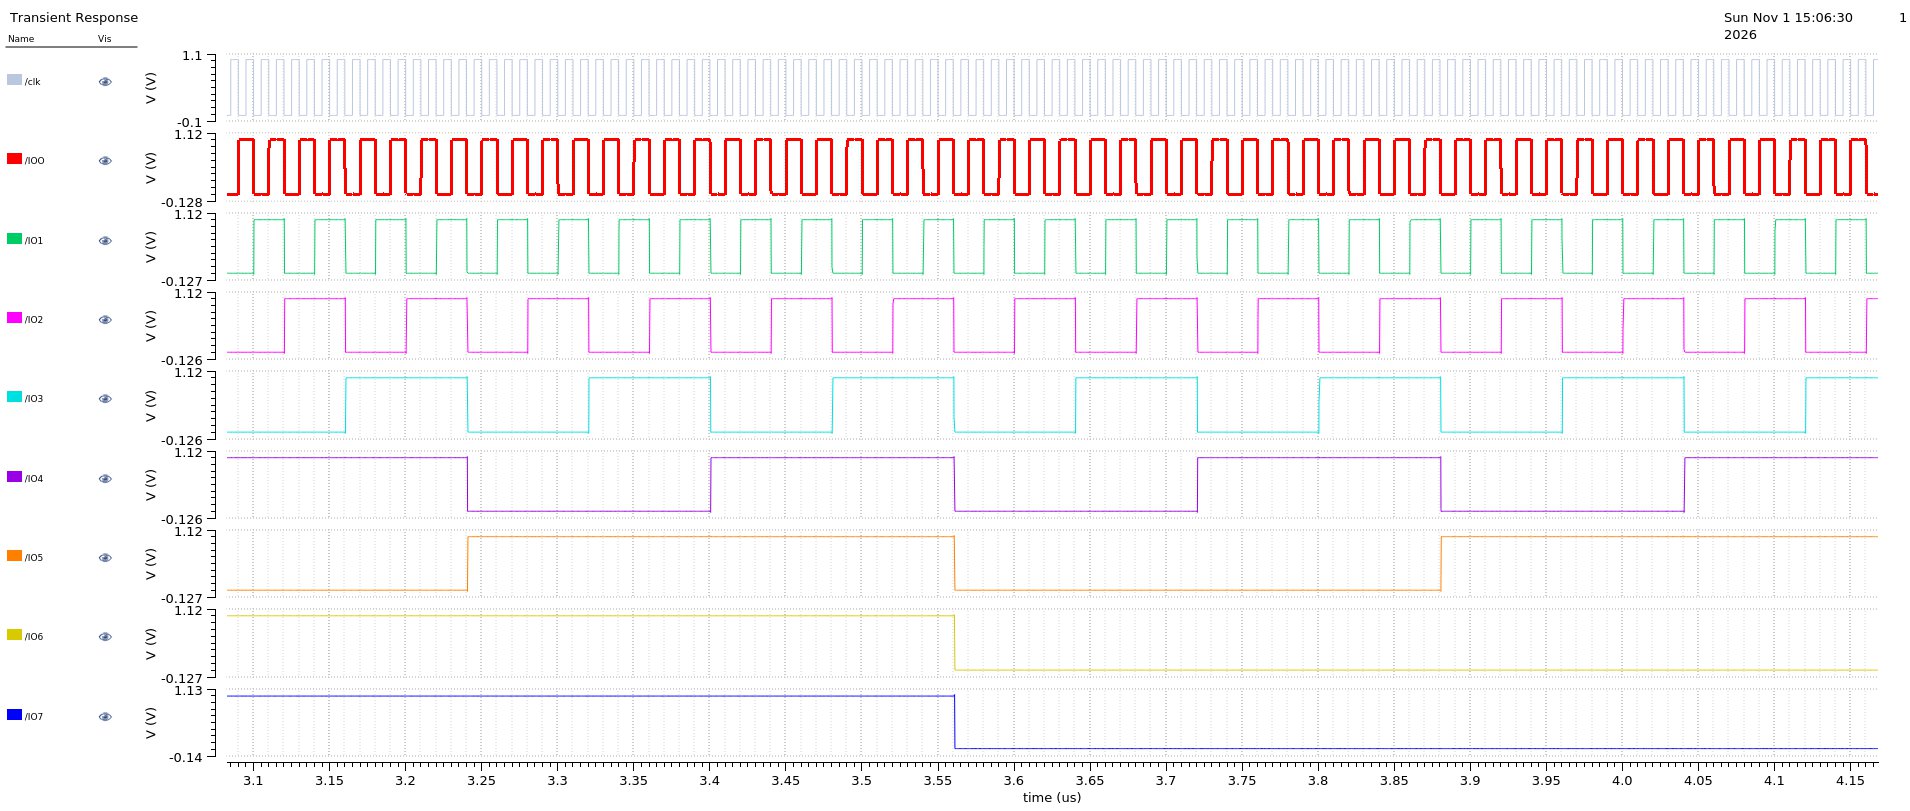 Transient Response
Sun Nov 1 15:06:30 1
2026
Name Vis
/clk
V (V)
1.1
-0.1
/IO0
V (V)
1.12
-0.128
/IO1
V (V)
1.12
-0.127
/IO2
V (V)
1.12
-0.126
/IO3
V (V)
1.12
-0.126
/IO4
V (V)
1.12
-0.126
/IO5
V (V)
1.12
-0.127
/IO6
V (V)
1.12
-0.127
/IO7
V (V)
1.13
-0.14
3.1 3.15 3.2 3.25 3.3 3.35 3.4 3.45 3.5 3.55 3.6 3.65 3.7 3.75 3.8 3.85 3.9 3.95 4.0 4.05 4.1 4.15
time (us)